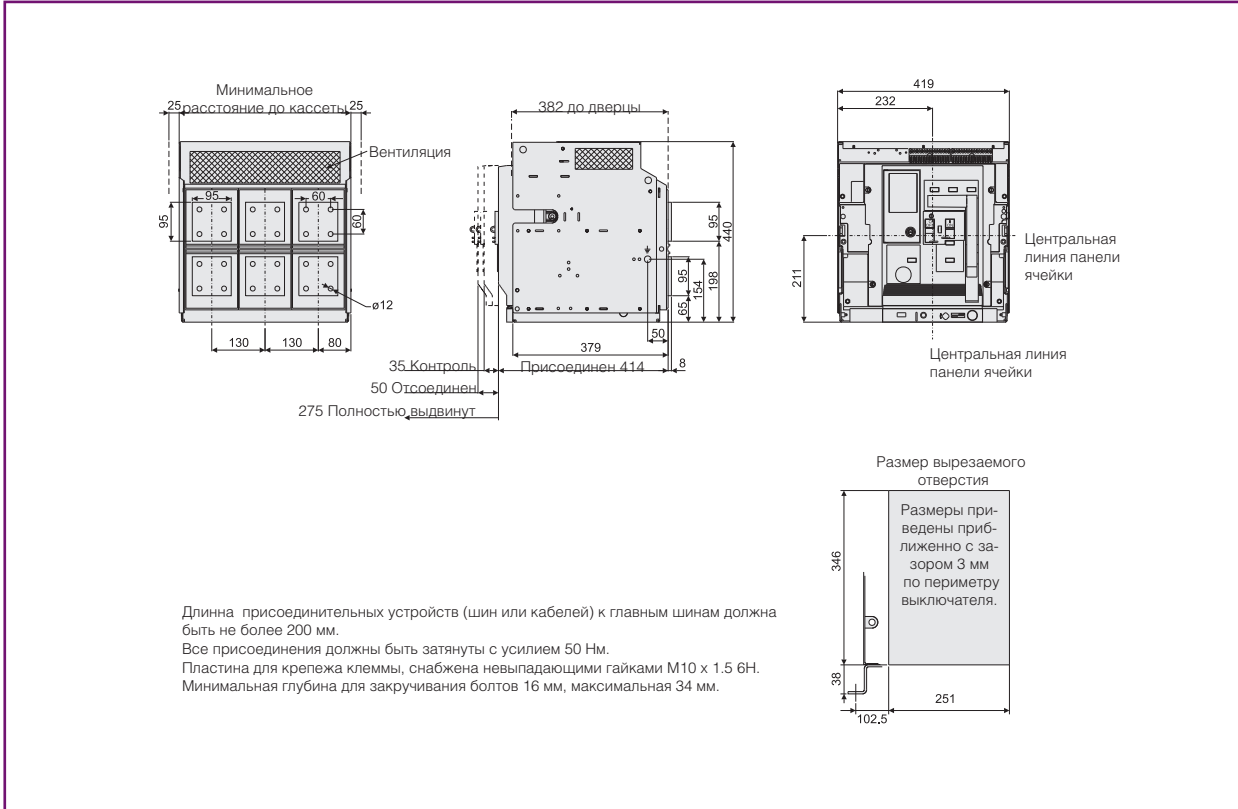 Минимальное
расстояние до кассеты
25
25
Вентиляция
95
60
95
60
ø12
130
130
80
382 до дверцы
440
95
198
154
95
65
50
379
35 Контроль
Присоединен 414
8
50 Отсоединен
275 Полностью выдвинут
419
232
211
Центральная
линия панели
ячейки
Центральная линия
панели ячейки
Размер вырезаемого
отверстия
Размеры при-
ведены приб-
лиженно с за-
зором 3 мм
по периметру
выключателя.
346
38
102.5
251
Длинна присоединительных устройств (шин или кабелей) к главным шинам должна
быть не более 200 мм.
Все присоединения должны быть затянуты с усилием 50 Нм.
Пластина для крепежа клеммы, снабжена невыпадающими гайками M10 x 1.5 6H.
Минимальная глубина для закручивания болтов 16 мм, максимальная 34 мм.